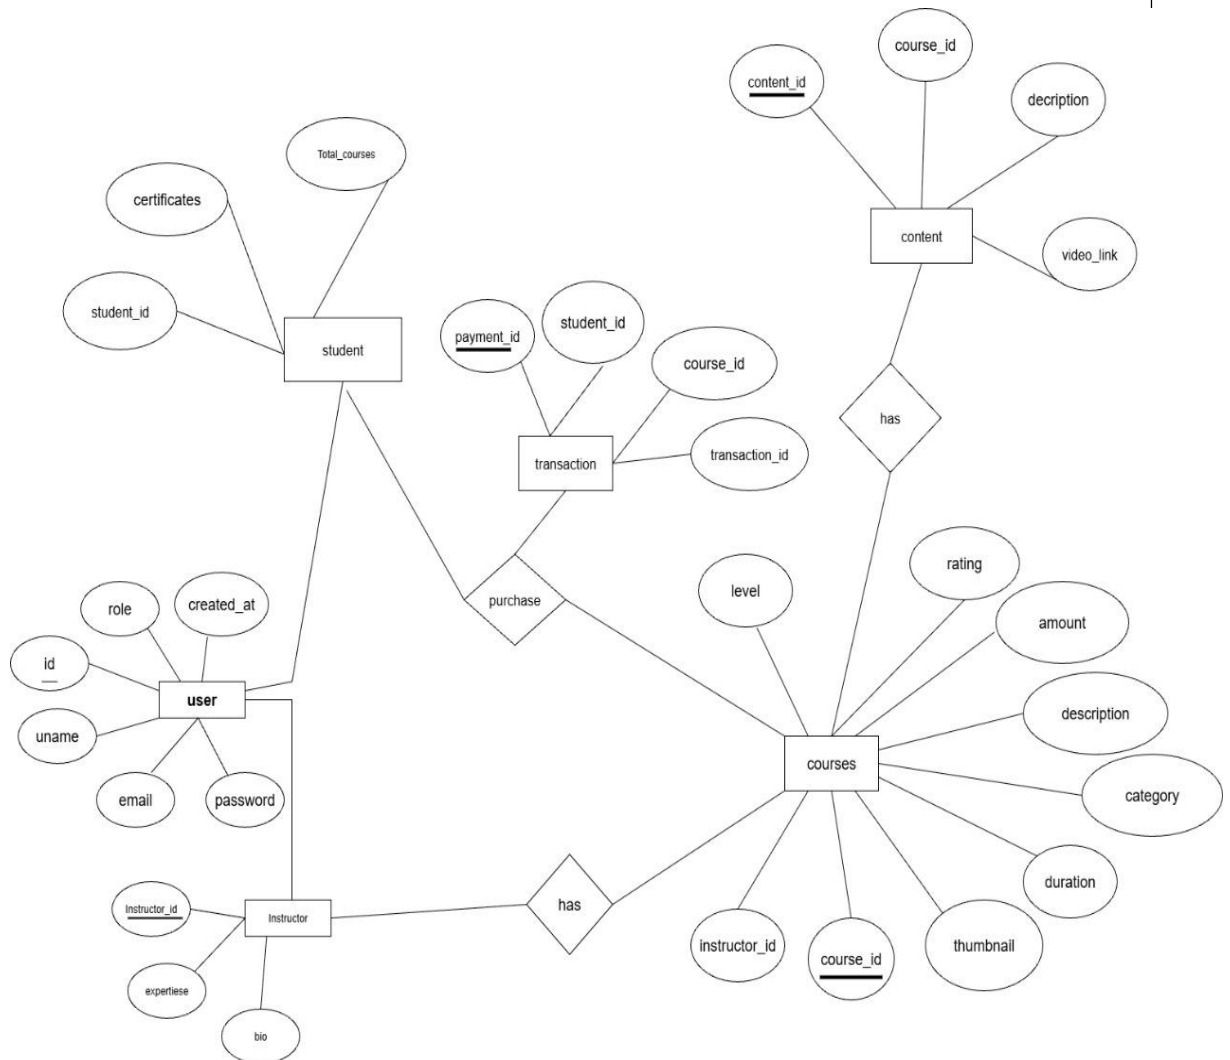 course_id
content_id
decription
Total_courses
certificates
content
video_link
student_id
student
payment_id
student_id
course_id
has
transaction
transaction_id
rating
level
purchase
amount
created_at
role
id
user
description
uname
courses
category
email
password
duration
Instructor_id
Instructor
has
instructor_id
course_id
thumbnail
expertiese
bio